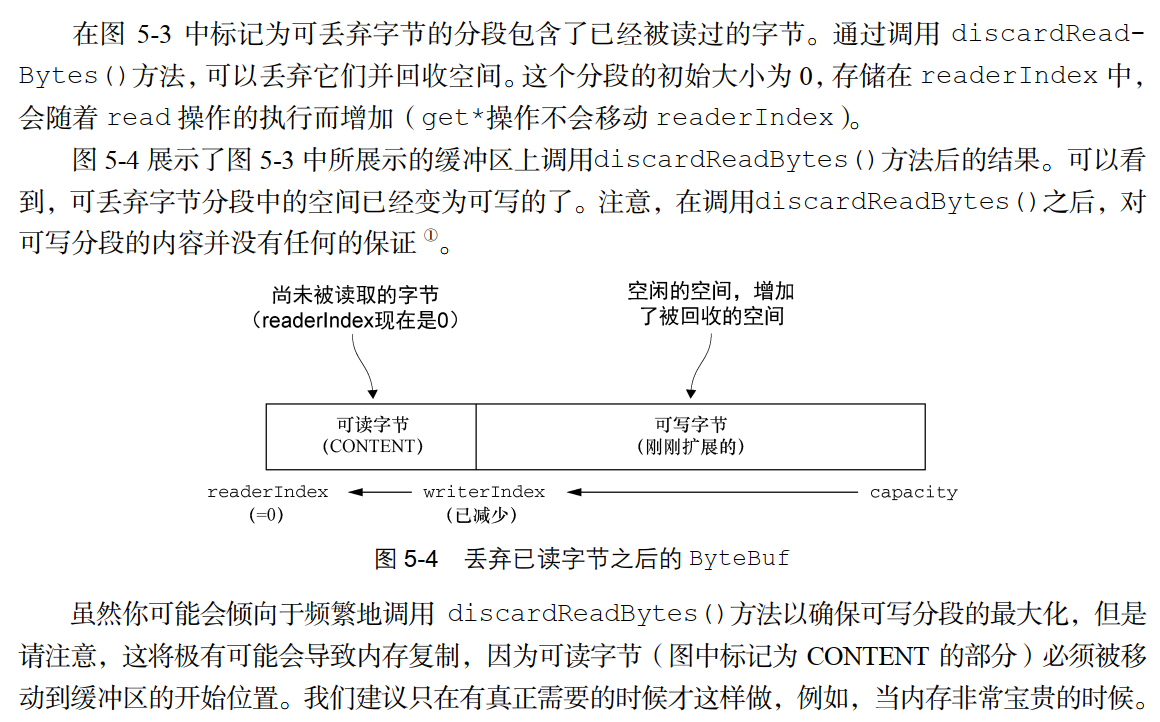 在图 5-3 中标记为可丢弃字节的分段包含了已经被读过的字节。通过调用 discardRead-
Bytes()方法，可以丢弃它们并回收空间。这个分段的初始大小为 0，存储在 readerIndex 中，
会随着 read 操作的执行而增加（get*操作不会移动 readerIndex）。
图 5-4 展示了图 5-3 中所展示的缓冲区上调用discardReadBytes()方法后的结果。可以看
到，可丢弃字节分段中的空间已经变为可写的了。注意，在调用discardReadBytes()之后，对
可写分段的内容并没有任何的保证①。
尚未被读取的字节
（readerIndex现在是0）
空闲的空间，增加
了被回收的空间
可读字节
(CONTENT)
可写字节
(刚刚扩展的)
readerIndex
(=0)
writerIndex
(已减少)
capacity
图 5-4 丢弃已读字节之后的 ByteBuf
虽然你可能会倾向于频繁地调用 discardReadBytes()方法以确保可写分段的最大化，但是
请注意，这将极有可能会导致内存复制，因为可读字节（图中标记为 CONTENT 的部分）必须被移
动到缓冲区的开始位置。我们建议只在有真正需要的时候才这样做，例如，当内存非常宝贵的时候。